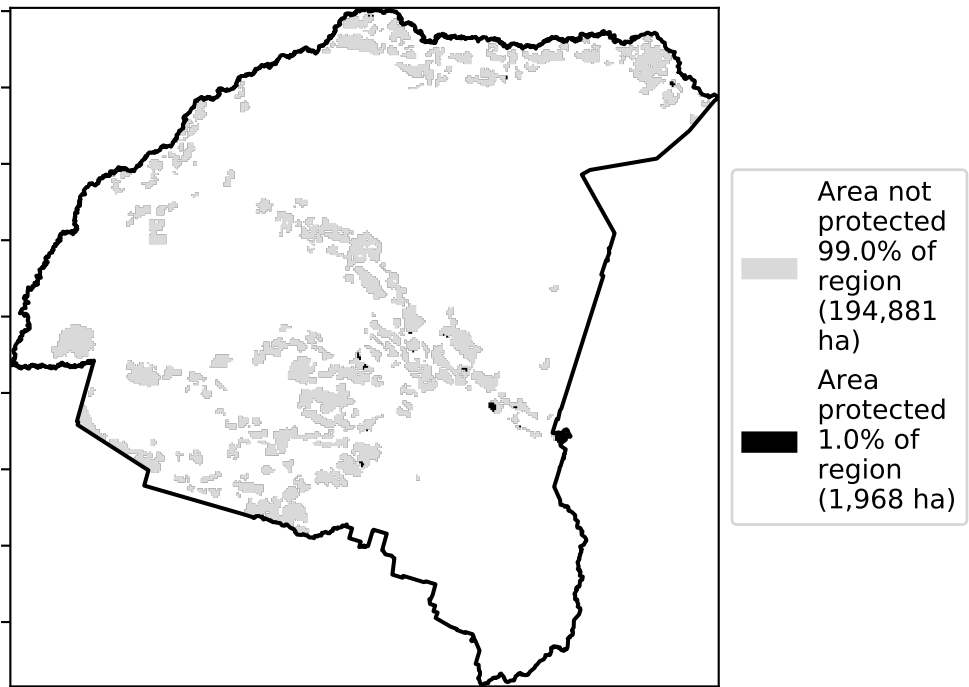 Area not
protected
99.0% of
region
(194,881
ha)
Area
protected
1.0% of
region
(1,968 ha)